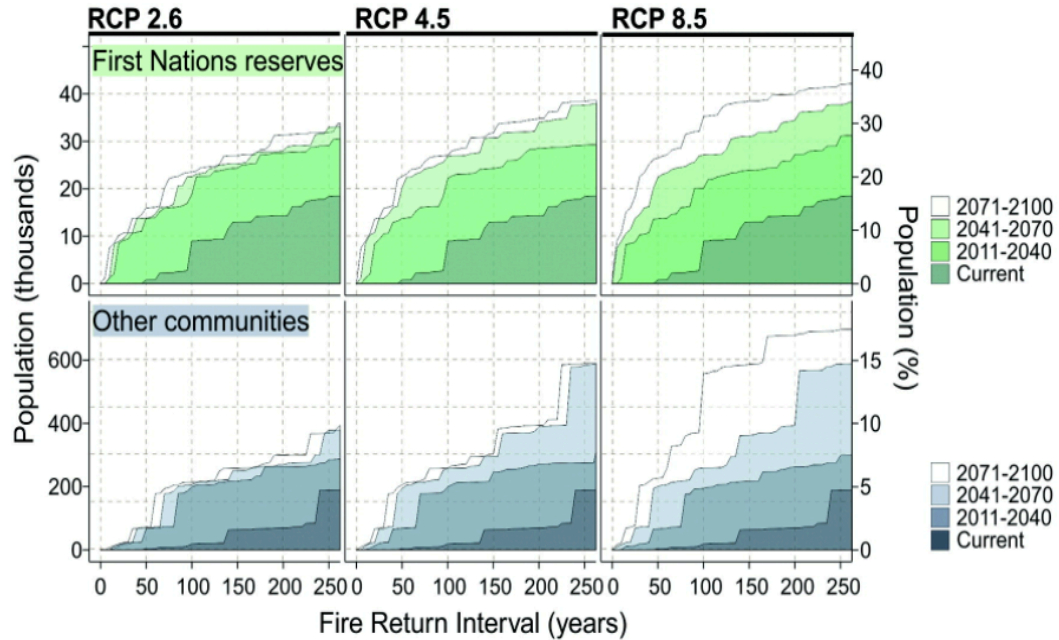 RCP 2.6 RCP 4.5 RCP 8.5
First Nations reserves
40
30
20
10
0
40
30
20
10
0
Other communities
600
400
200
0
15
10
5
0
0 50 100 150 200 250 0 50 100 150 200 250 0 50 100 150 200 250
Fire Return Interval (years)
Population (thousands)
Population (%)
2071-2100
2041-2070
2011-2040
Current
2071-2100
2041-2070
2011-2040
Current